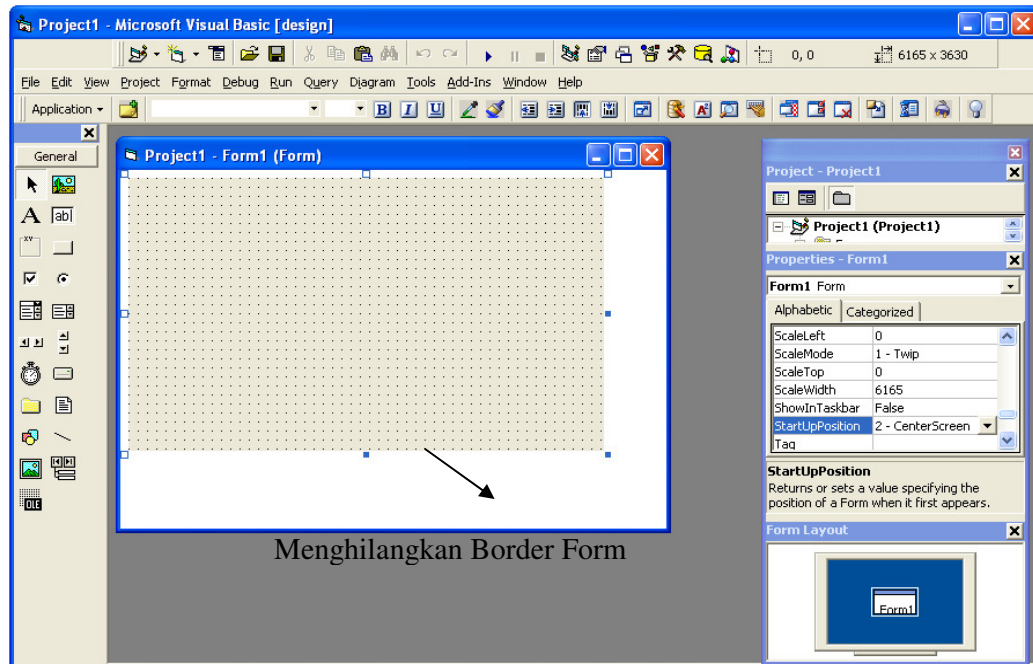 Project1 - Microsoft Visual Basic [design]
0, 0
6165 x 3630
File Edit View Project Format Debug Run Query Diagram Tools Add-Ins Window Help
Application
B I U
General
A
ab
xv
OLE
Project1 - Form1 (Form)
Menghilangkan Border Form
Project - Project1
Project1 (Project1)
Properties - Form1
Form1 Form
Alphabetic Categorized
ScaleLeft 0
ScaleMode 1 - Twip
ScaleTop 0
ScaleWidth 6165
ShowInTaskbar False
StartUpPosition 2 - CenterScreen
Tag
StartUpPosition
Returns or sets a value specifying the
position of a Form when it first appears.
Form Layout
Form1